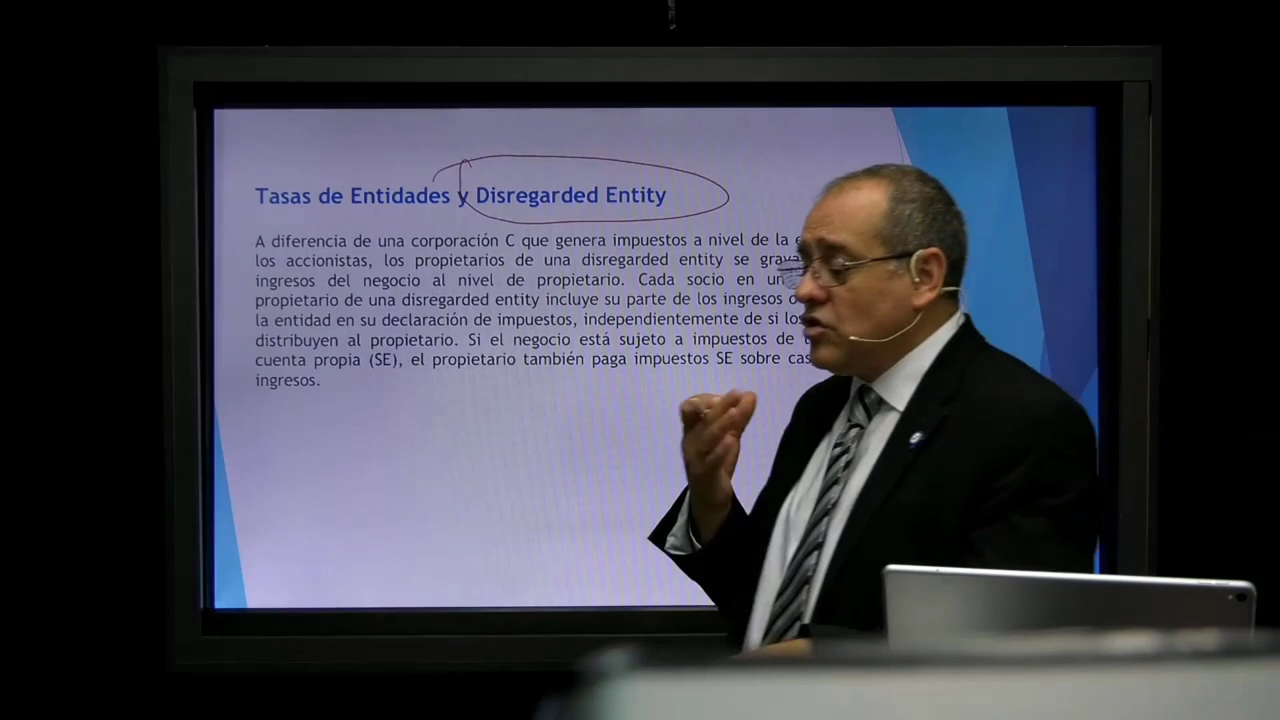 Tasas de Entidades y Disregarded Entity
A diferencia de una corporación C que genera impuestos a nivel de la
los accionistas, los propietarios de una disregarded entity se
ingresos del negocio al nivel de propietario. Cada socio en
propietario de una disregarded entity incluye su parte de los ingresos
la entidad en su declaración de impuestos, independientemente de si
distribuyen al propietario. Si el negocio está sujeto a impuestos de
cuenta propia (SE), el propietario también paga impuestos SE sobre
ingresos.